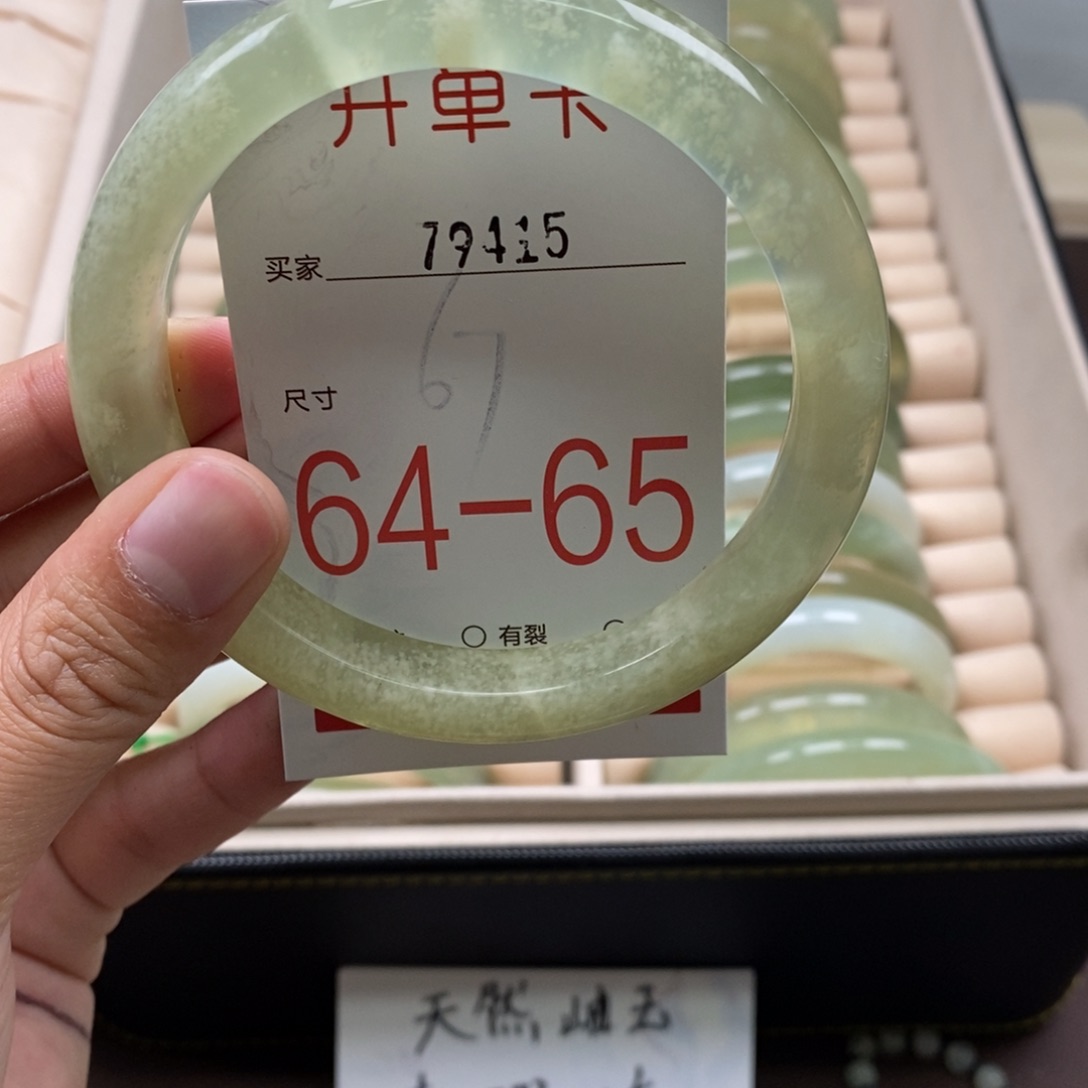 开单卡
买家 79415
67
尺寸
64-65
○ 有裂
天然岫玉